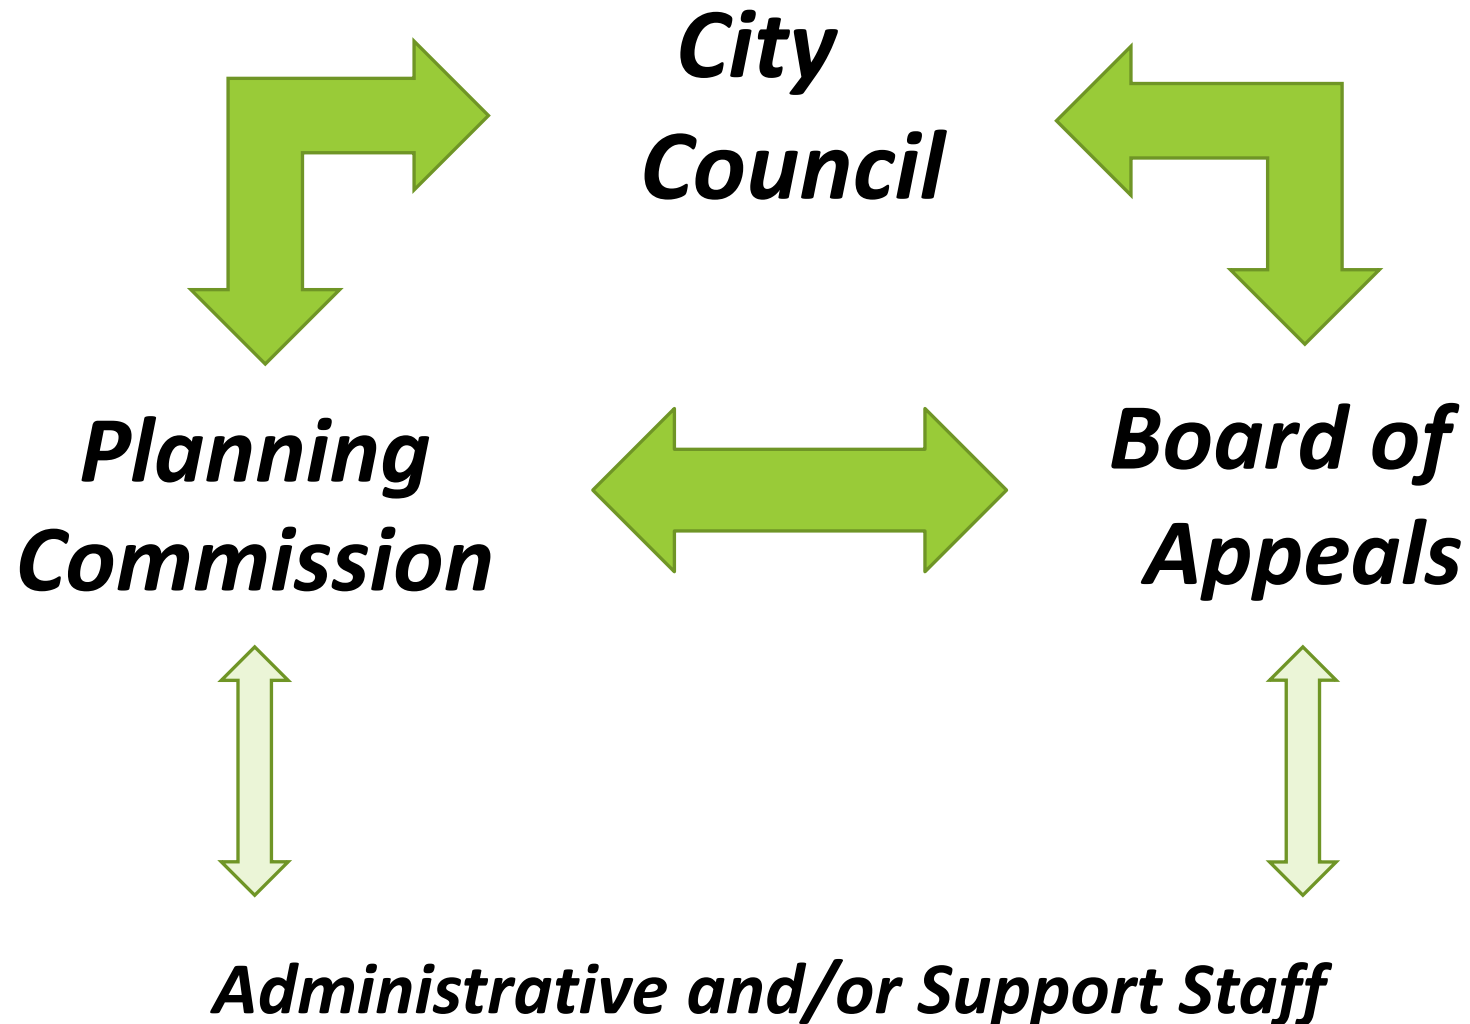 City
Council
Planning
Commission
Board of
Appeals
Administrative and/or Support Staff